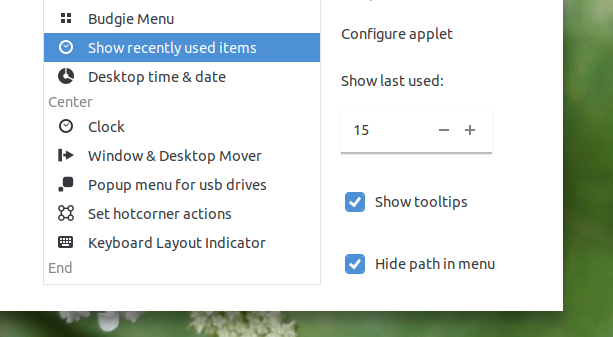 Budgie Menu
Show recently used items
Desktop time & date
Center
Clock
Window & Desktop Mover
Popup menu for usb drives
Set hotcorner actions
Keyboard Layout Indicator
End
Configure applet
Show last used:
15
Show tooltips
Hide path in menu